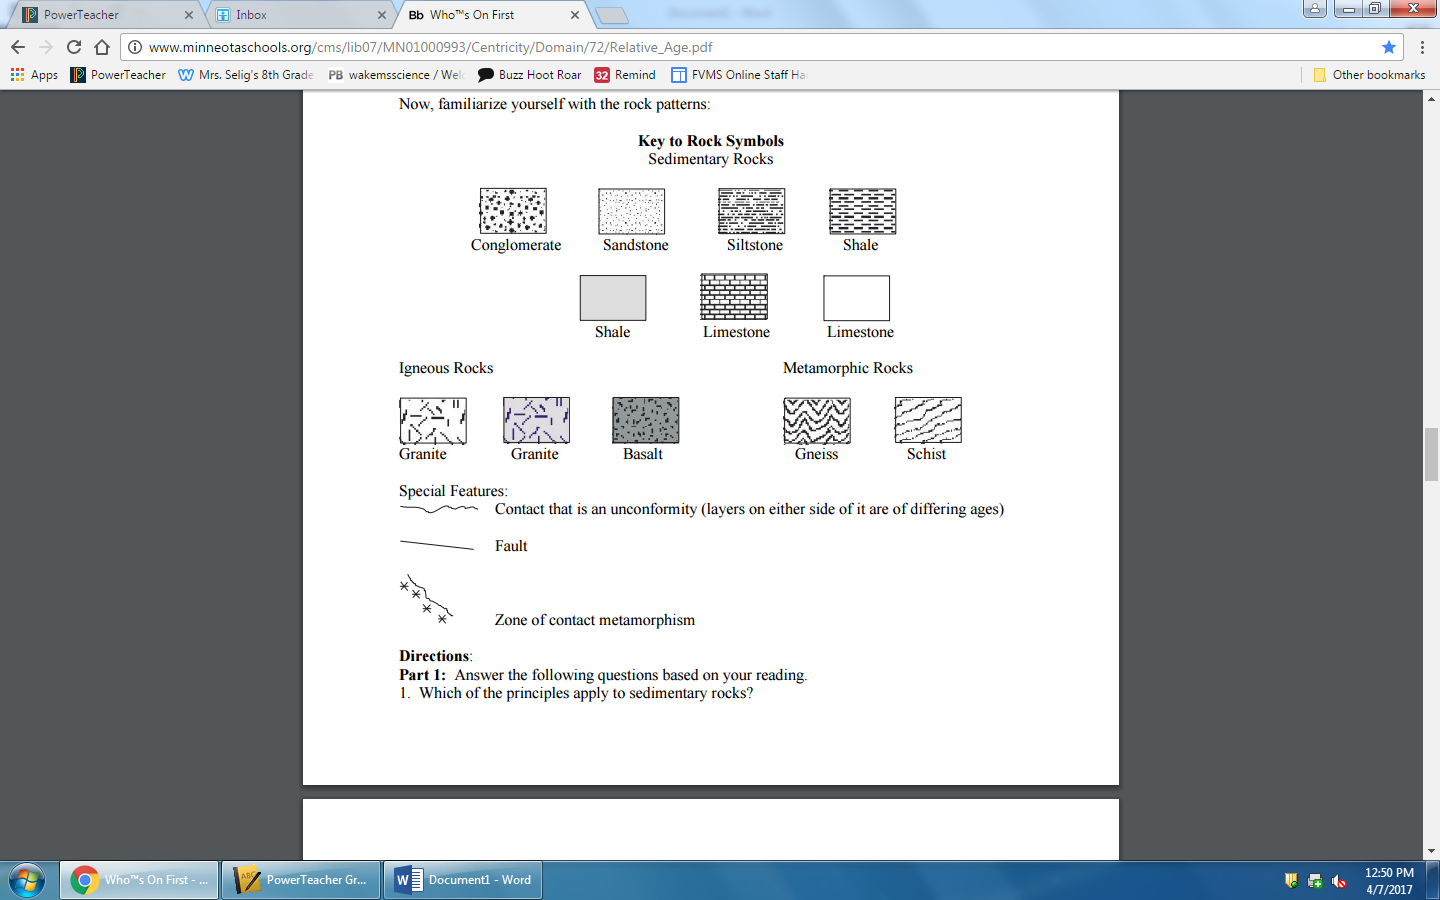 PowerTeacher
Inbox
Bb Who™s On First
www.minneotaschools.org/cms/lib07/MN01000993/Centricity/Domain/72/Relative_Age.pdf
Apps PowerTeacher Mrs. Selig's 8th Grade PB wakemsscience / Wel Buzz Hoot Roar 32 Remind FVMS Online Staff Ha Other bookmarks
Now, familiarize yourself with the rock patterns:
Key to Rock Symbols
Sedimentary Rocks
Conglomerate Sandstone Siltstone Shale
Shale Limestone Limestone
Igneous Rocks Metamorphic Rocks
Granite Granite Basalt Gneiss Schist
Special Features:
Contact that is an unconformity (layers on either side of it are of differing ages)
Fault
Zone of contact metamorphism
Directions:
Part 1: Answer the following questions based on your reading.
1. Which of the principles apply to sedimentary rocks?
Who™s On First - ... PowerTeacher Gr... Document1 - Word
12:50 PM
4/7/2017